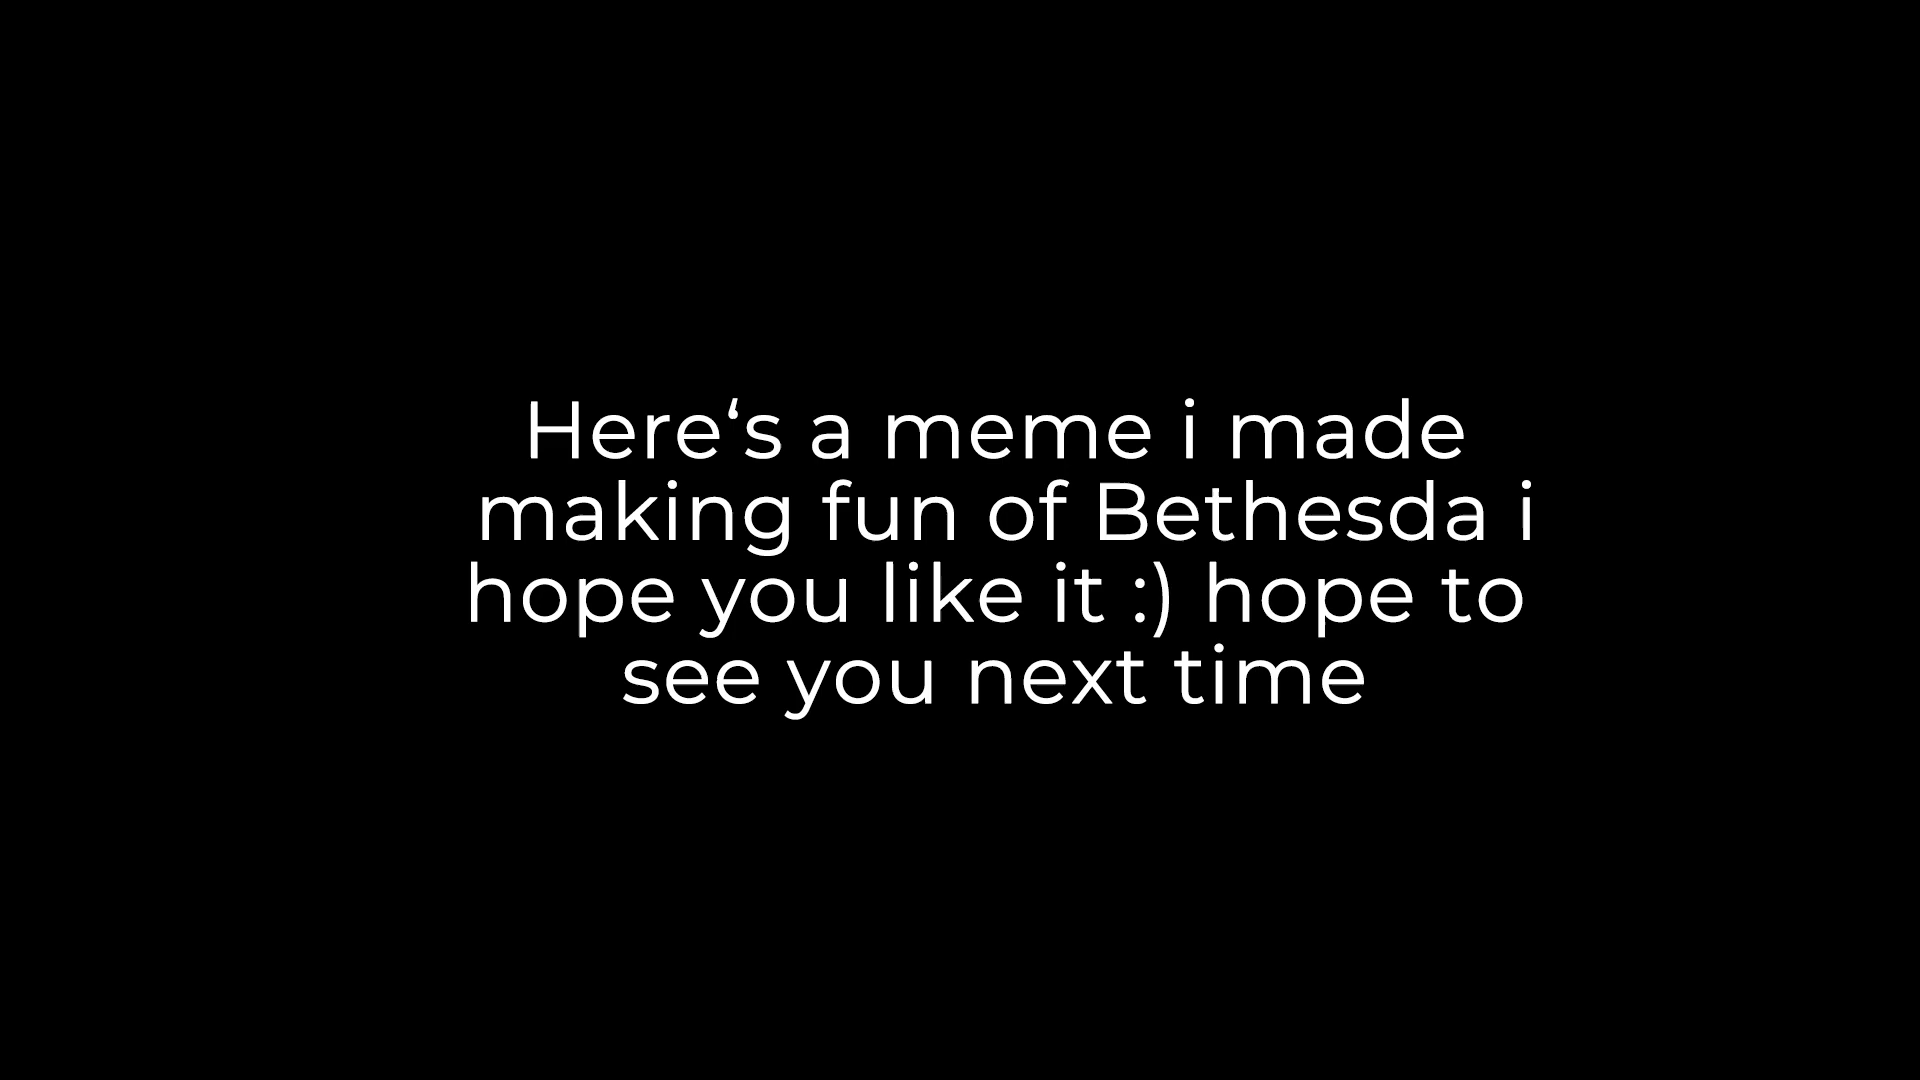 Here‘s a meme i made
making fun of Bethesda i
hope you like it :) hope to
see you next time